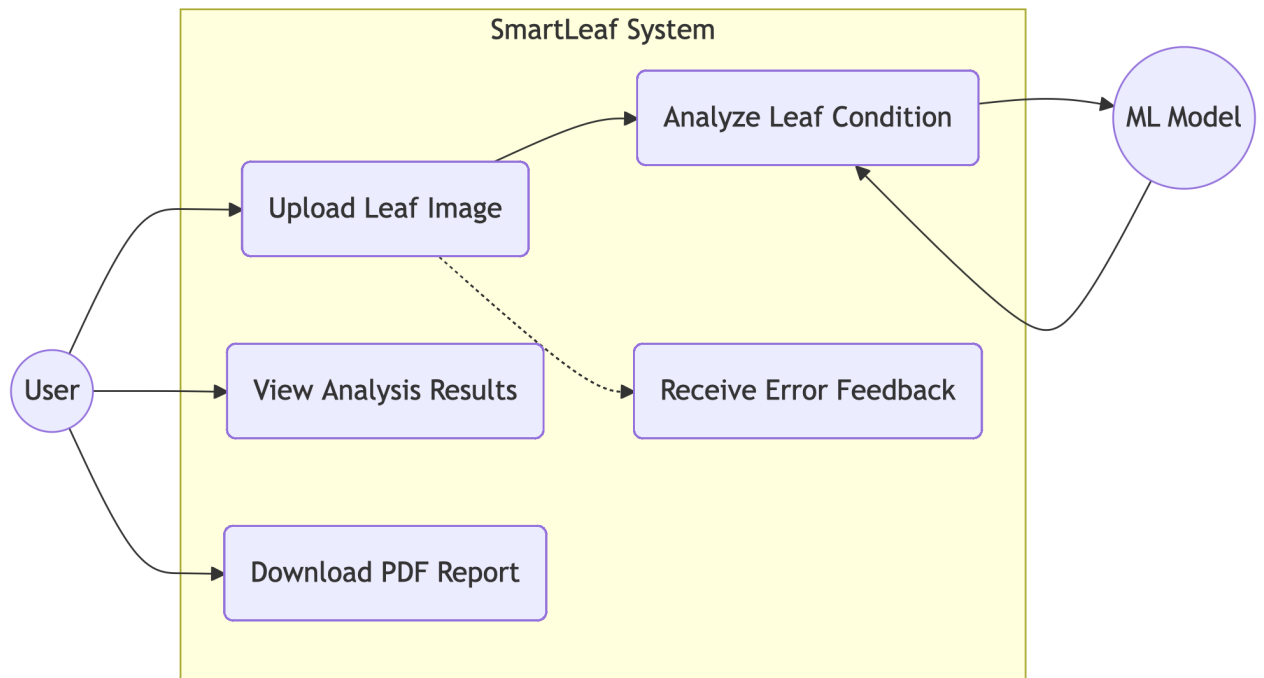 SmartLeaf System
Analyze Leaf Condition
ML Model
Upload Leaf Image
User
View Analysis Results
Receive Error Feedback
Download PDF Report